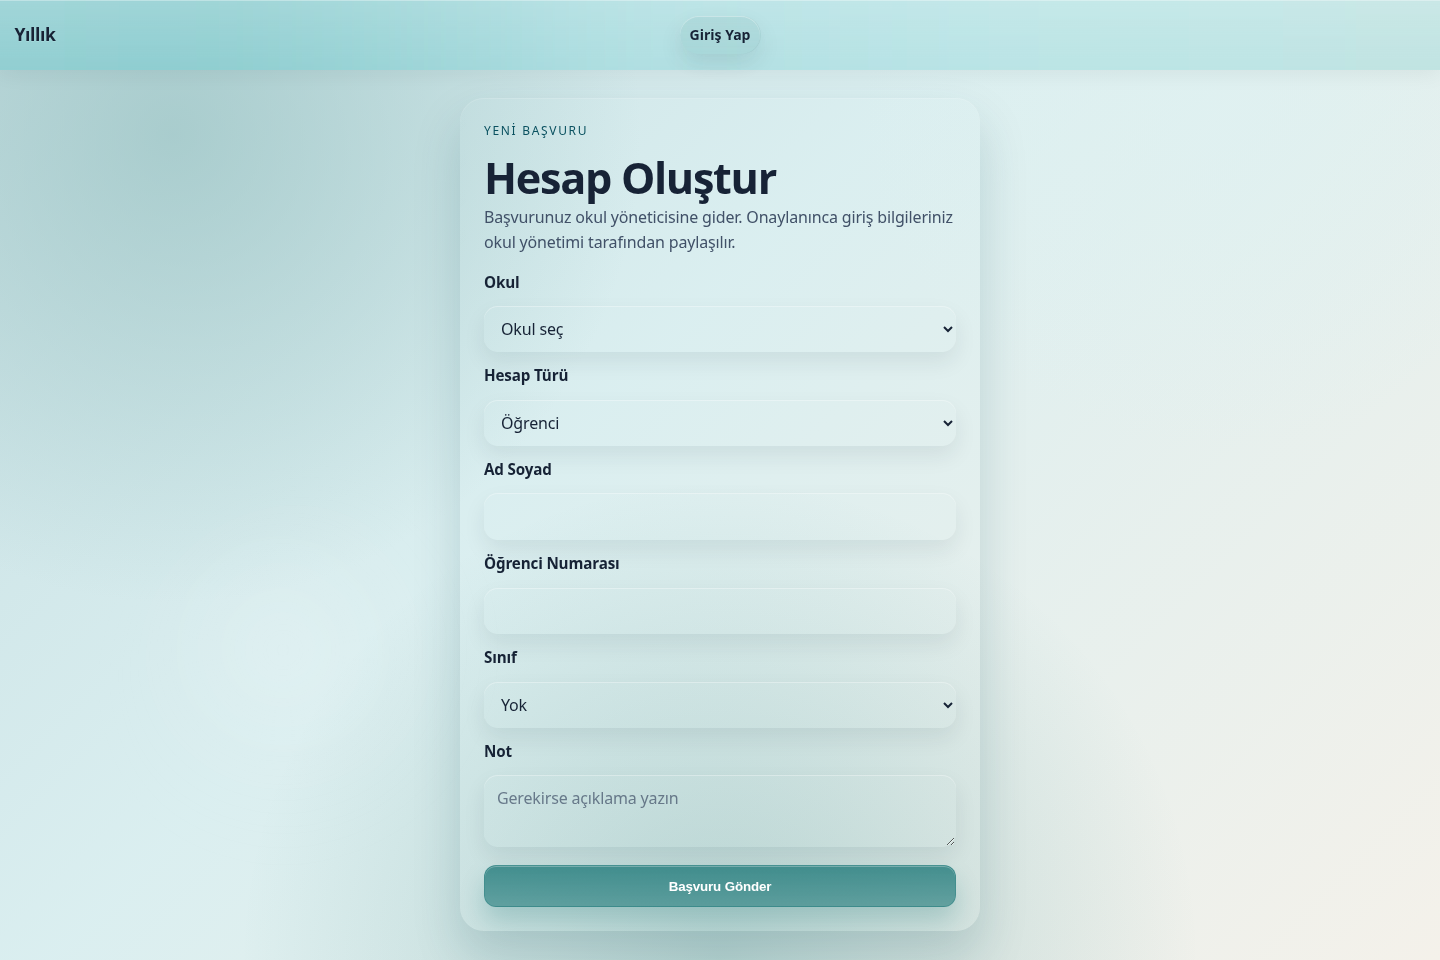 Yıllık
Giriş Yap
YENİ BAŞVURU
Hesap Oluştur
Başvurunuz okul yöneticisine gider. Onaylanınca giriş bilgileriniz
okul yönetimi tarafından paylaşılır.
Okul
Okul seç
Hesap Türü
Öğrenci
Ad Soyad
Öğrenci Numarası
Sınıf
Yok
Not
Gerekirse açıklama yazın
Başvuru Gönder